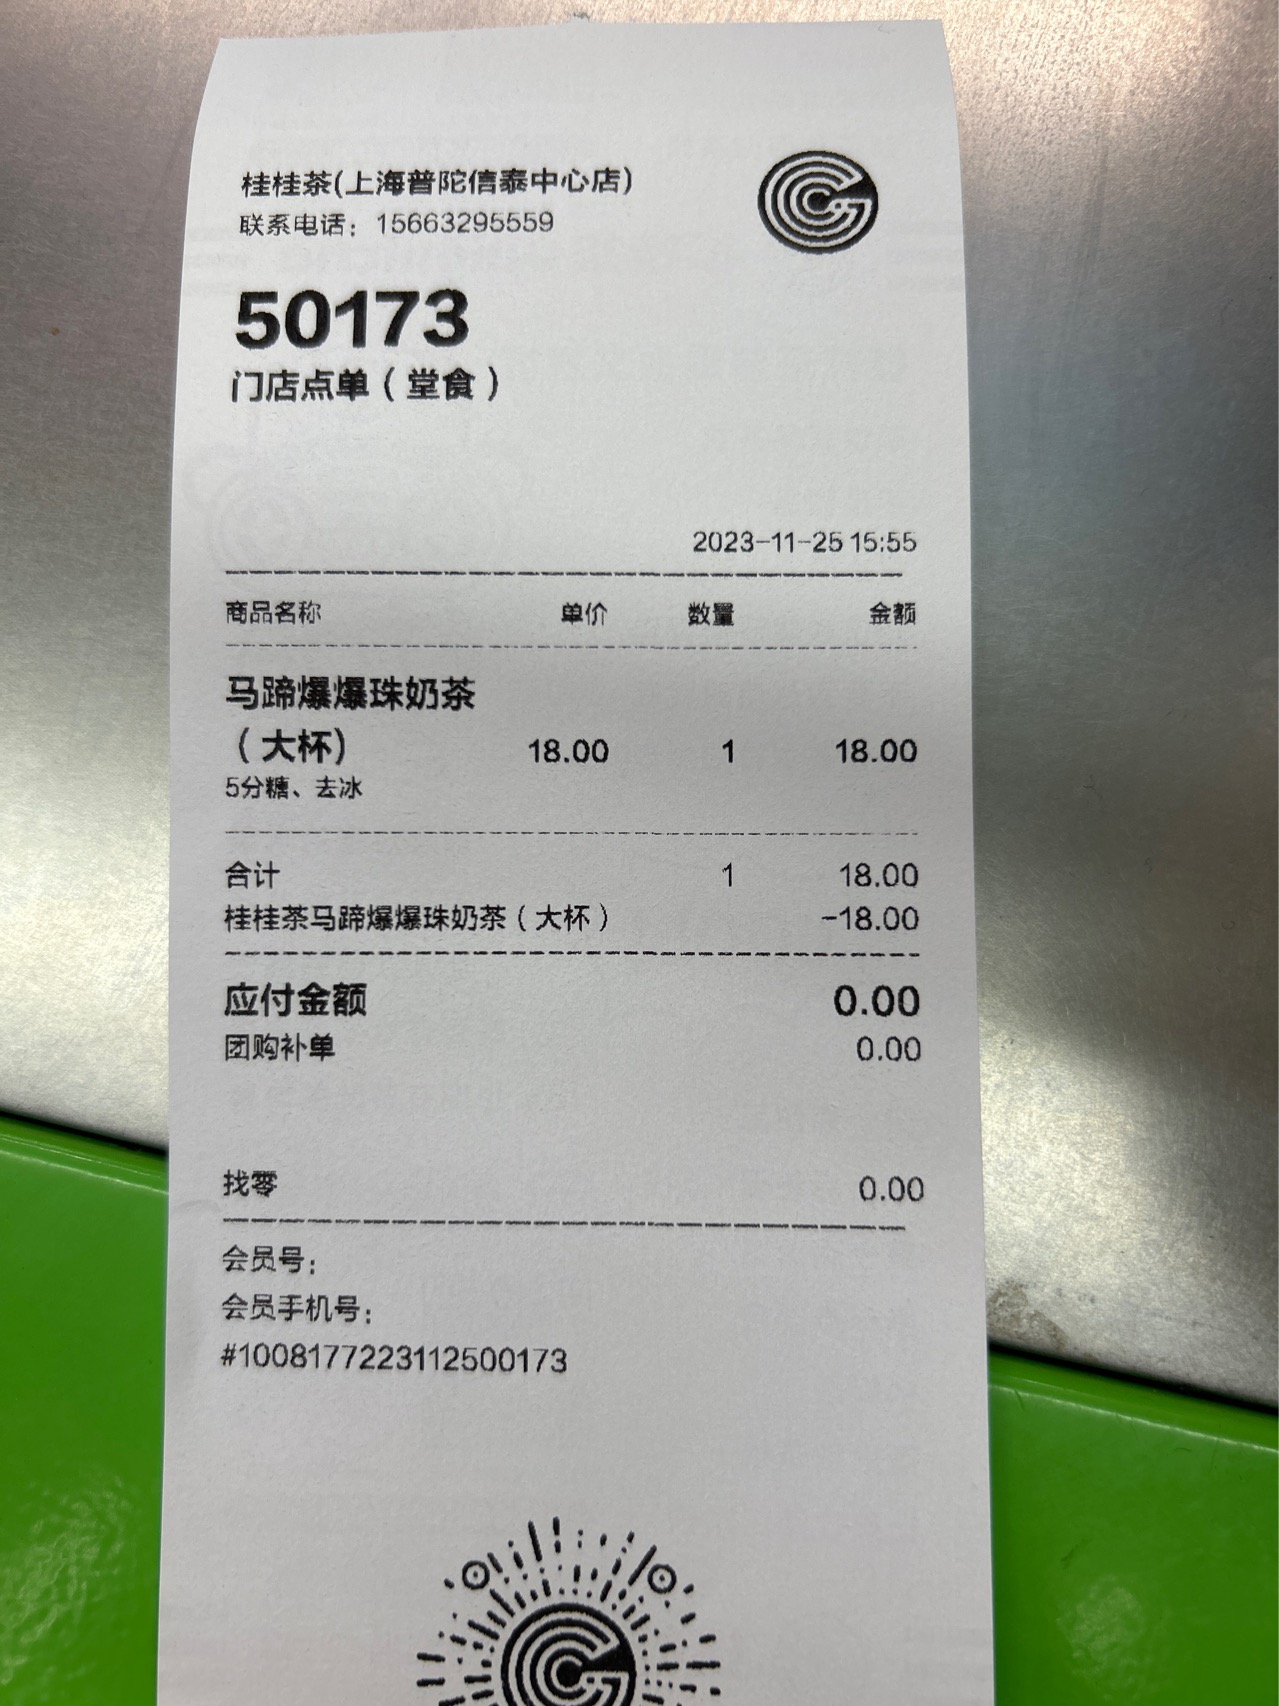 桂桂茶(上海普陀信泰中心店)
联系电话：15663295559
50173
门店点单（堂食）
2023-11-25 15:55
商品名称 单价 数量 金额
马蹄爆爆珠奶茶
（大杯） 18.00 1 18.00
5分糖、去冰
合计 1 18.00
桂桂茶马蹄爆爆珠奶茶（大杯） -18.00
应付金额 0.00
团购补单 0.00
找零 0.00
会员号：
会员手机号：
#1008177223112500173